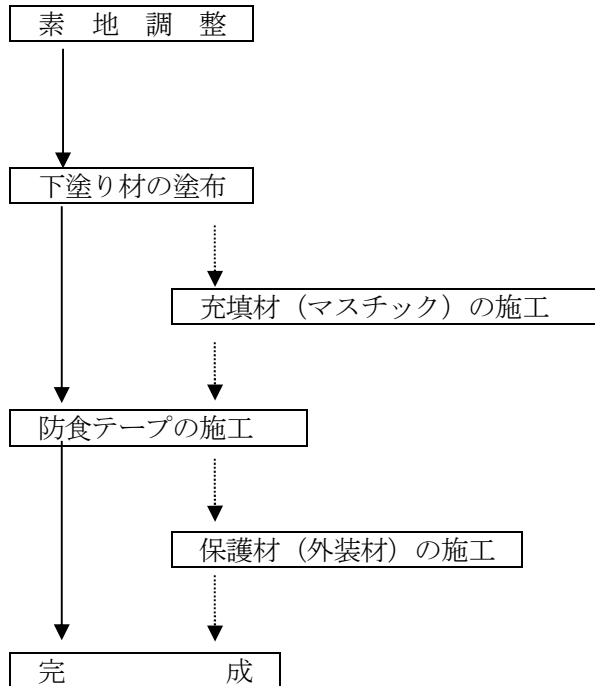 素　地　調　整
下塗り材の塗布
充填材（マスチック）の施工
防食テープの施工
保護材（外装材）の施工
完　　　　　　成